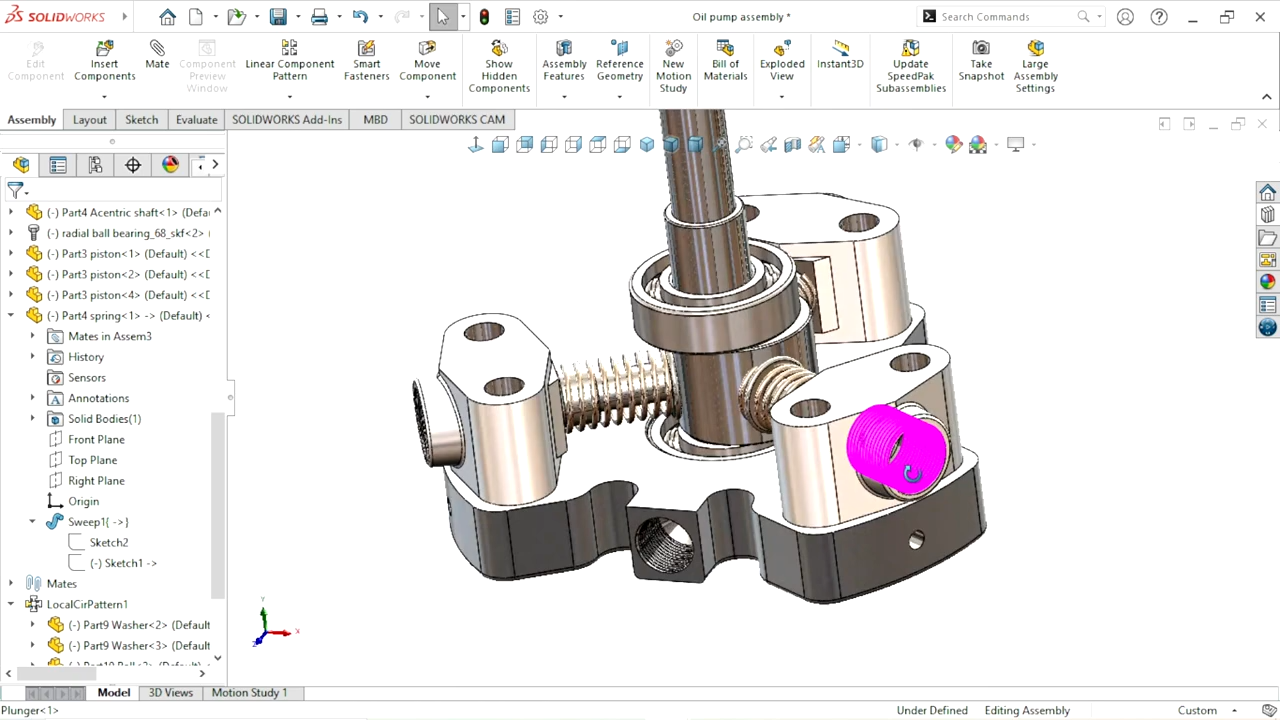 SOLIDWORKS
Oil pump assembly *
Search Commands
Edit
Component
Insert
Components
Mate
Component
Preview
Window
Linear Component
Pattern
Smart
Fasteners
Move
Component
Show
Hidden
Components
Assembly
Features
Reference
Geometry
New
Motion
Study
Bill of
Materials
Exploded
View
Instant3D
Update
SpeedPak
Subassemblies
Take
Snapshot
Large
Assembly
Settings
Assembly
Layout
Sketch
Evaluate
SOLIDWORKS Add-Ins
MBD
SOLIDWORKS CAM
(-) Part4 Acentric shaft<1> (Defau
(-) radial ball bearing_68_skf<2> (
(-) Part3 piston<1> (Default) <<D
(-) Part3 piston<2> (Default) <<D
(-) Part3 piston<4> (Default) <<D
(-) Part4 spring<1> -> (Default) <
Mates in Assem3
History
Sensors
Annotations
Solid Bodies(1)
Front Plane
Top Plane
Right Plane
Origin
Sweep1{ ->}
Sketch2
(-) Sketch1 ->
Mates
LocalCirPattern1
(-) Part9 Washer<2> (Default
(-) Part9 Washer<3> (Default
Y
X
Z
Model
3D Views
Motion Study 1
Plunger<1>
Under Defined
Editing Assembly
Custom